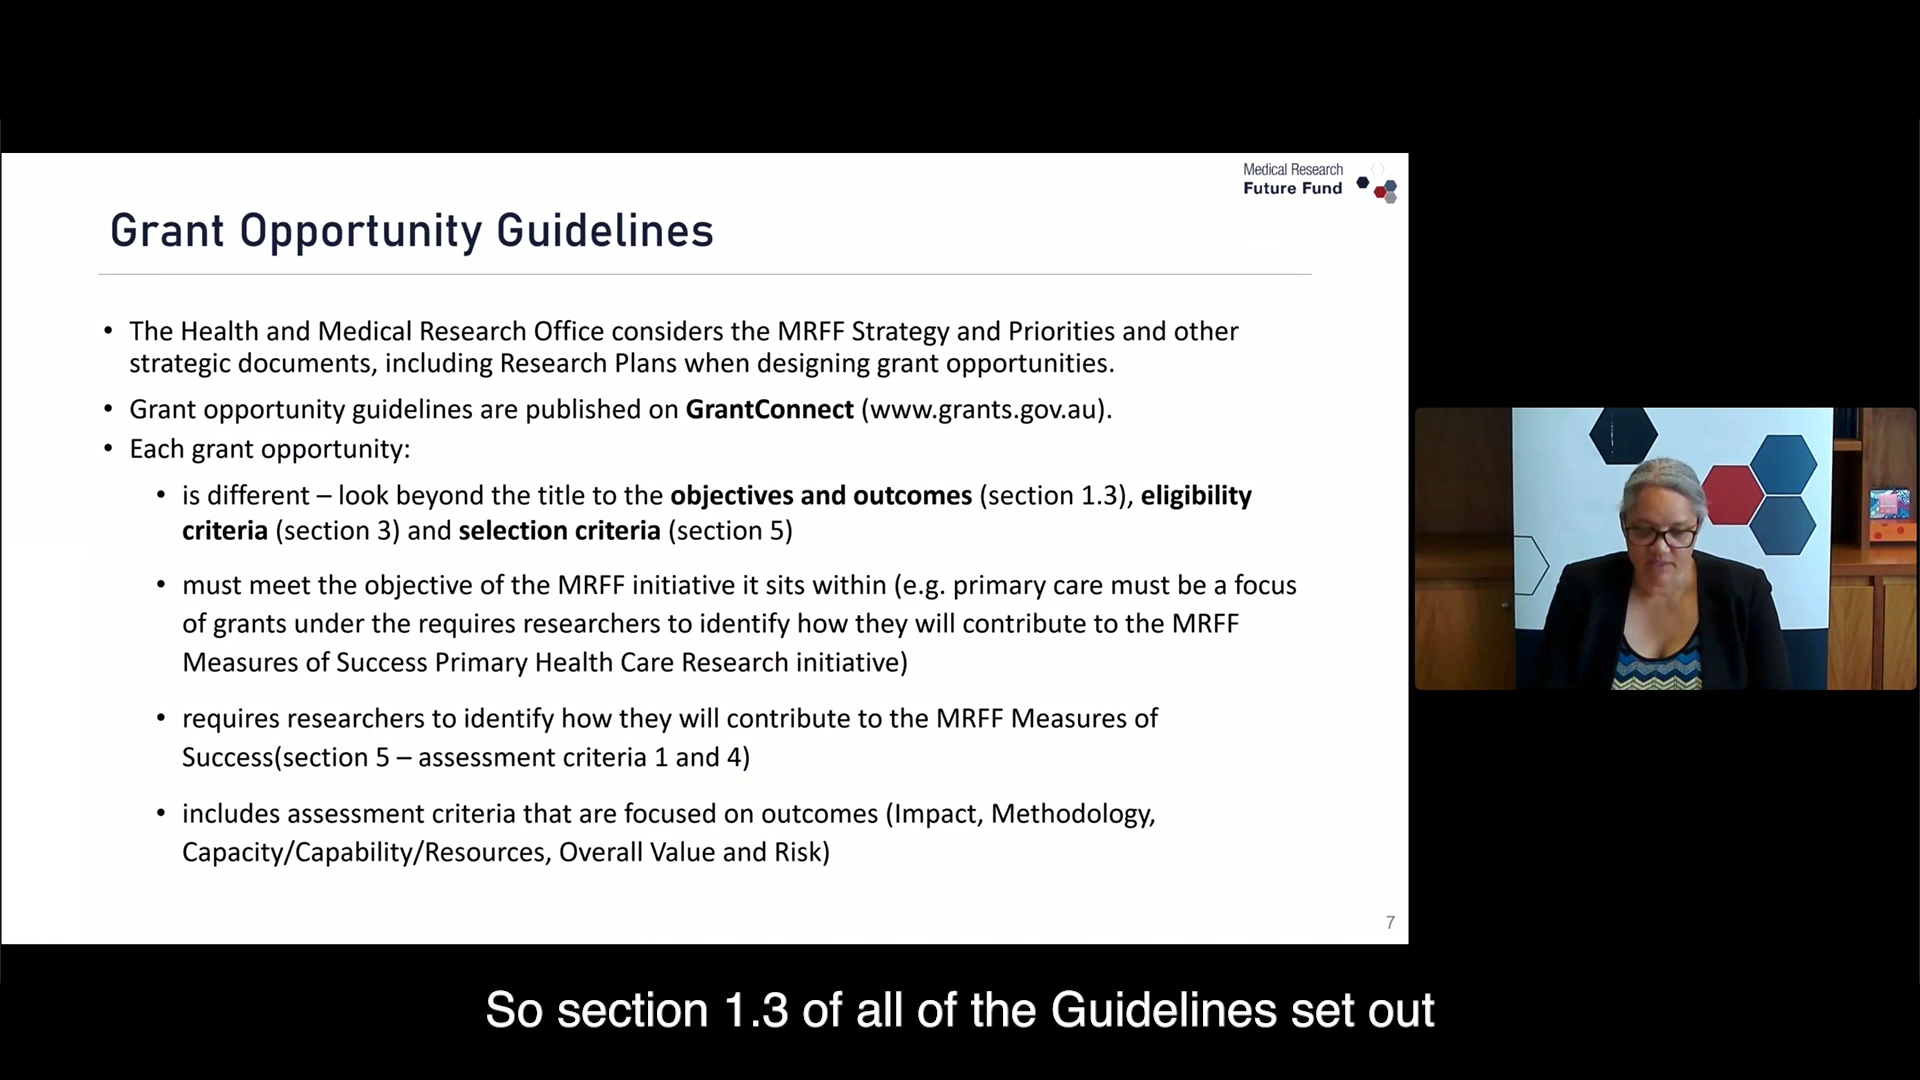 Medical Research
Future Fund
Grant Opportunity Guidelines
• The Health and Medical Research Office considers the MRFF Strategy and Priorities and other
strategic documents, including Research Plans when designing grant opportunities.
• Grant opportunity guidelines are published on GrantConnect (www.grants.gov.au).
• Each grant opportunity:
• is different – look beyond the title to the objectives and outcomes (section 1.3), eligibility
criteria (section 3) and selection criteria (section 5)
• must meet the objective of the MRFF initiative it sits within (e.g. primary care must be a focus
of grants under the requires researchers to identify how they will contribute to the MRFF
Measures of Success Primary Health Care Research initiative)
• requires researchers to identify how they will contribute to the MRFF Measures of
Success(section 5 – assessment criteria 1 and 4)
• includes assessment criteria that are focused on outcomes (Impact, Methodology,
Capacity/Capability/Resources, Overall Value and Risk)
7
So section 1.3 of all of the Guidelines set out